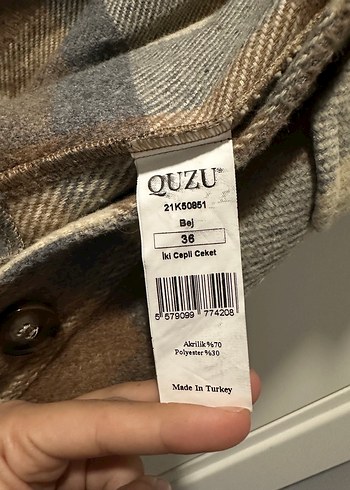 QUZU®
21K50851
Bej
36
İki Cepli Ceket
5 579099 774208
Akrilik %70
Polyester %30
Made In Turkey